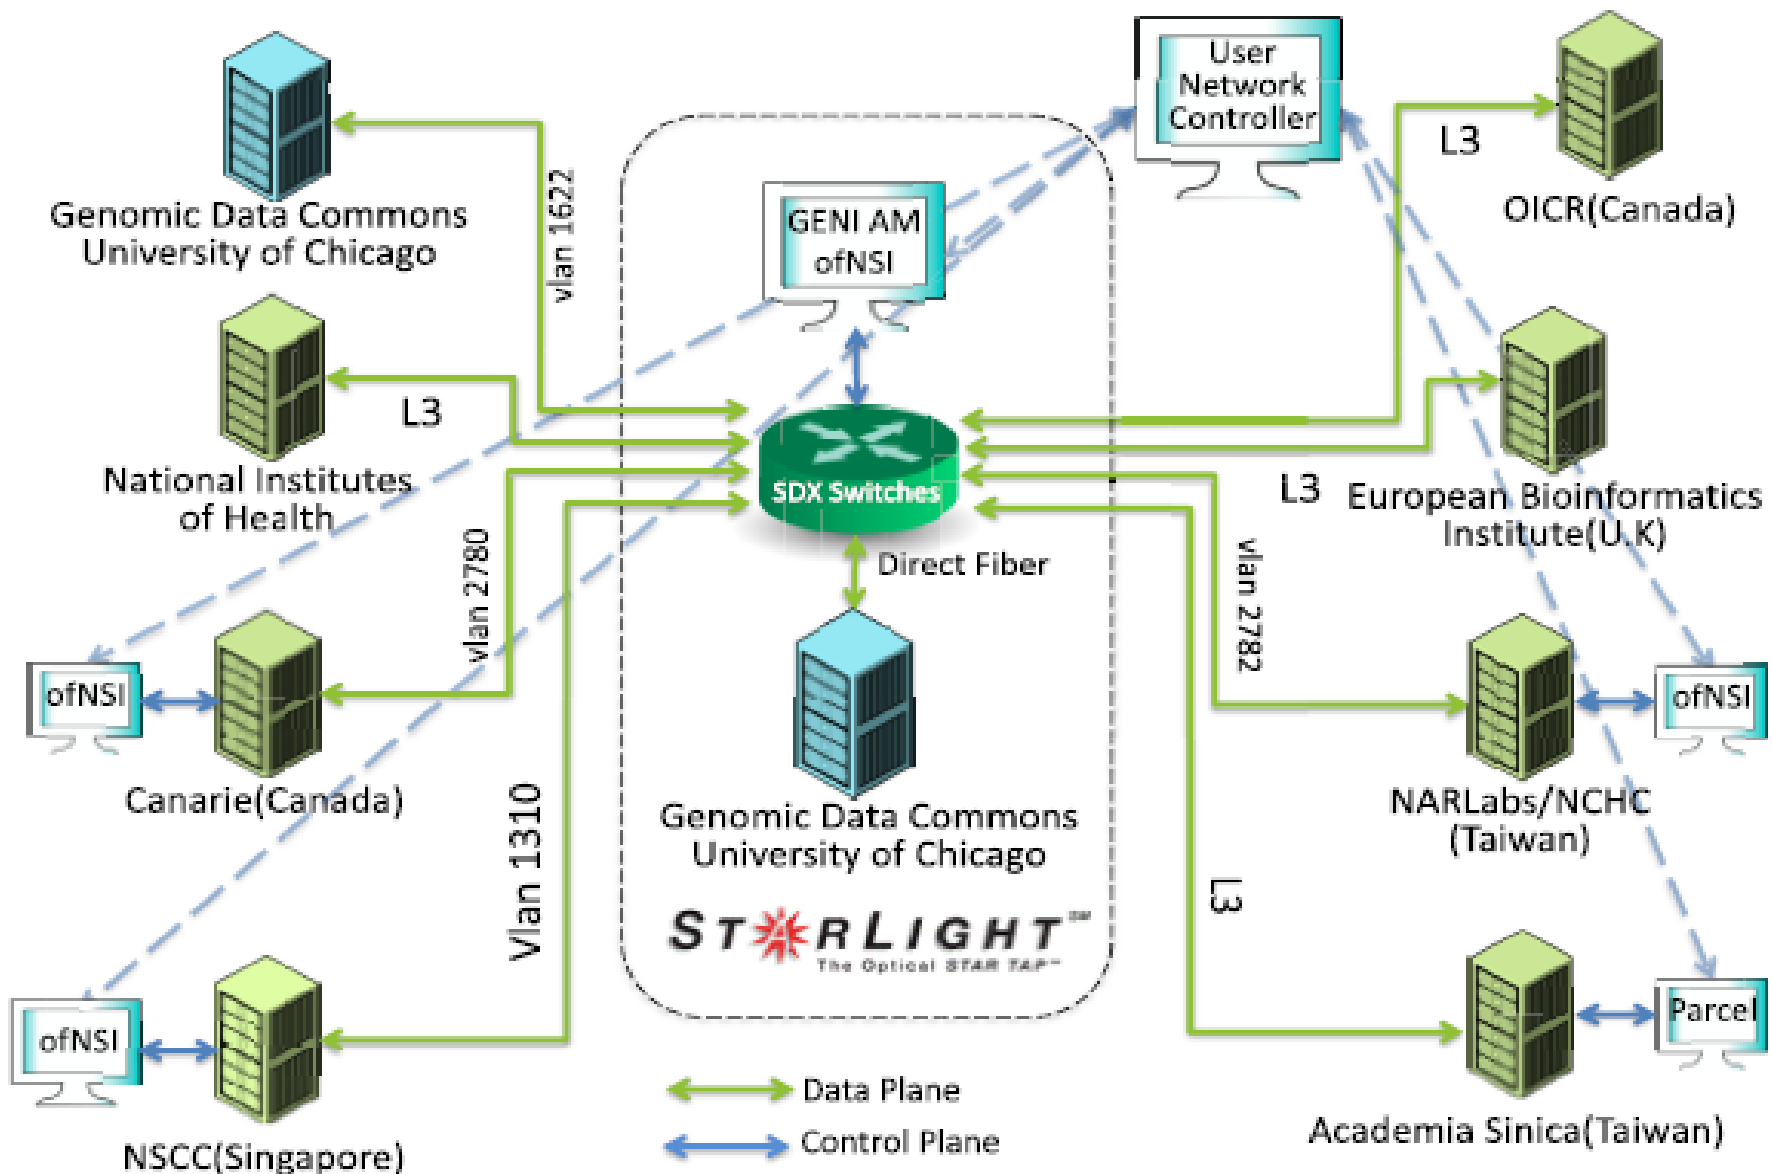 User
Network
Controller
L3
OICR(Canada)
Genomic Data Commons
University of Chicago
vlan 1622
GENI AM
ofNSI
National Institutes
of Health
L3
SDX Switches
L3
European Bioinformatics
Institute(U.K)
Direct Fiber
vlan 2780
vlan 2782
ofNSI
Canarie(Canada)
ofNSI
NARLabs/NCHC
(Taiwan)
Genomic Data Commons
University of Chicago
Vlan 1310
L3
STARLIGHT℠
The Optical STAR TAP™
ofNSI
NSCC(Singapore)
Parcel
Academia Sinica(Taiwan)
Data Plane
Control Plane